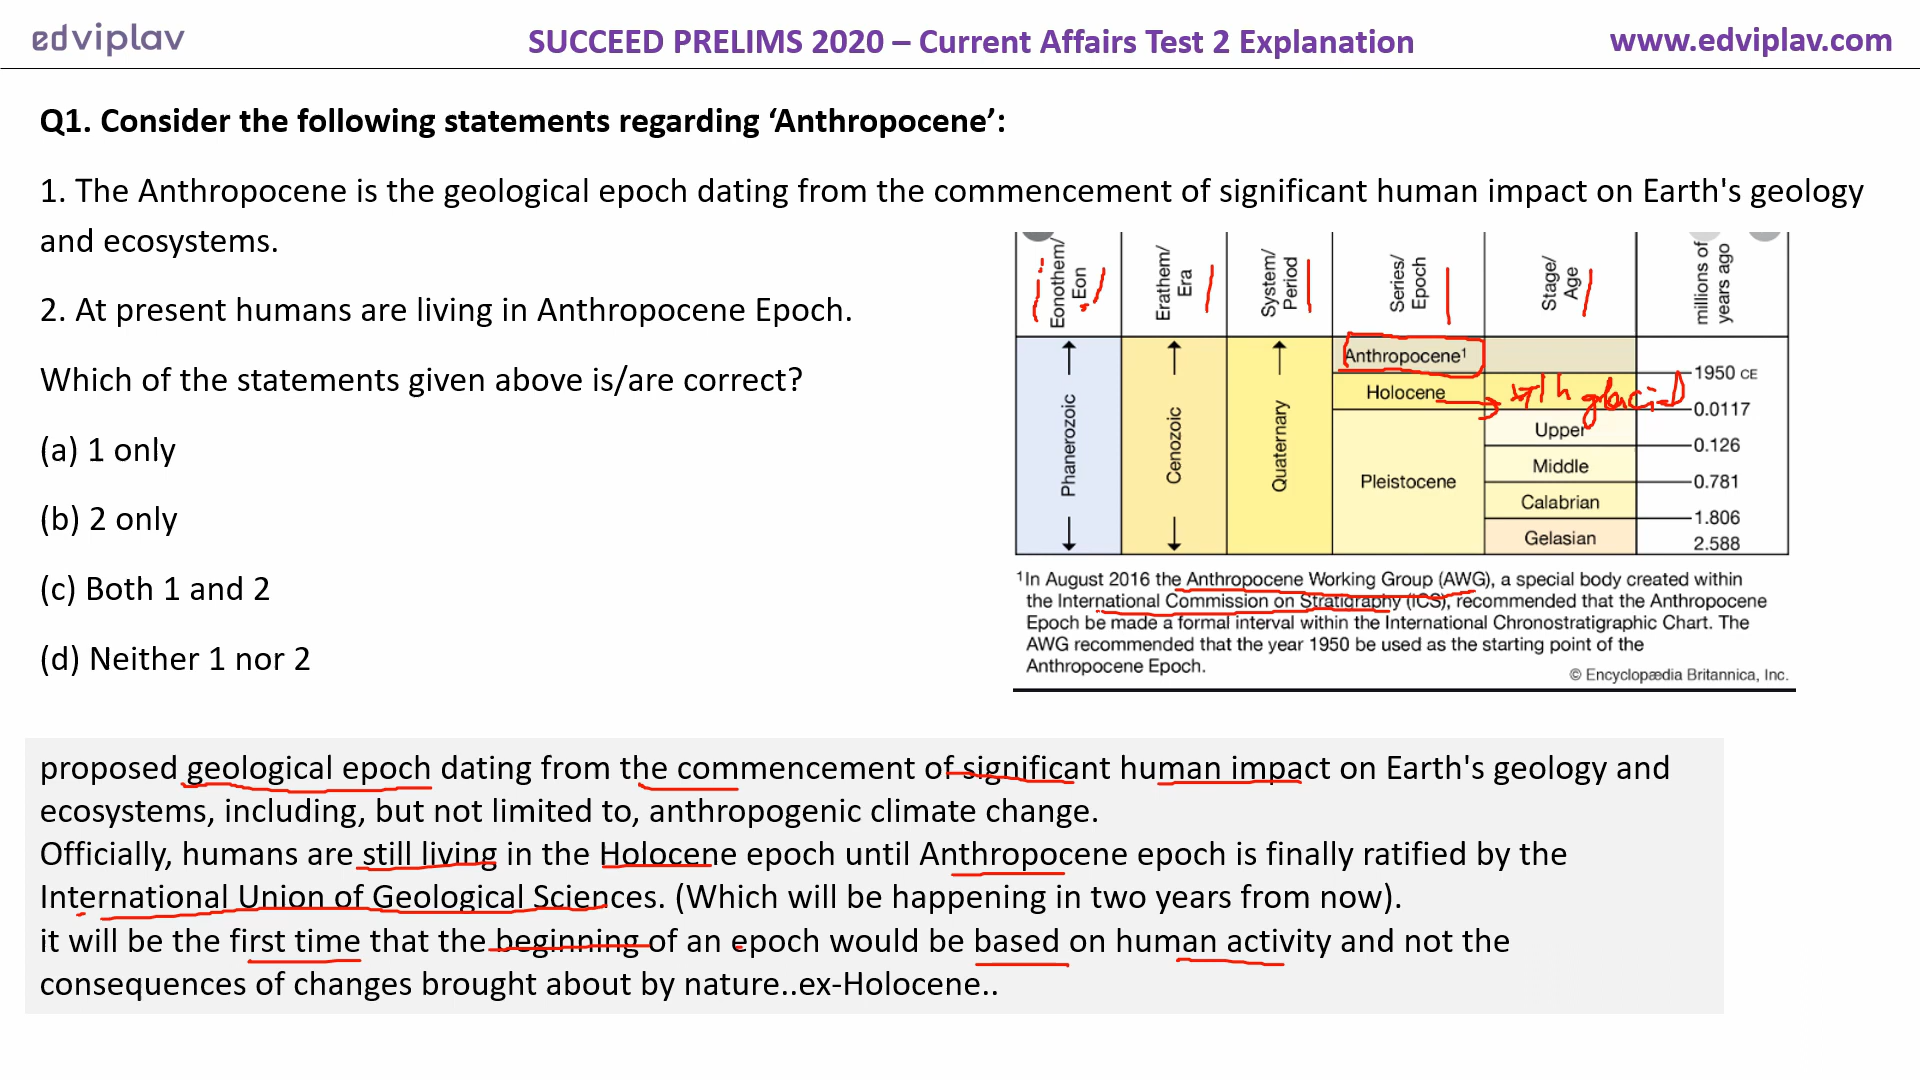 edviplav
SUCCEED PRELIMS 2020 – Current Affairs Test 2 Explanation
www.edviplav.com
Q1. Consider the following statements regarding ‘Anthropocene’:
1. The Anthropocene is the geological epoch dating from the commencement of significant human impact on Earth's geology
and ecosystems.
2. At present humans are living in Anthropocene Epoch.
Which of the statements given above is/are correct?
(a) 1 only
(b) 2 only
(c) Both 1 and 2
(d) Neither 1 nor 2
Eonothem/
Eon
Erathem/
Era
System/
Period
Series/
Epoch
Stage/
Age
millions of
years ago
Phanerozoic
Cenozoic
Quaternary
Anthropocene¹
1950 CE
Holocene
glacial
0.0117
Pleistocene
Upper
0.126
Middle
0.781
Calabrian
1.806
Gelasian
2.588
¹In August 2016 the Anthropocene Working Group (AWG), a special body created within
the International Commission on Stratigraphy (ICS), recommended that the Anthropocene
Epoch be made a formal interval within the International Chronostratigraphic Chart. The
AWG recommended that the year 1950 be used as the starting point of the
Anthropocene Epoch.
© Encyclopædia Britannica, Inc.
proposed geological epoch dating from the commencement of significant human impact on Earth's geology and
ecosystems, including, but not limited to, anthropogenic climate change.
Officially, humans are still living in the Holocene epoch until Anthropocene epoch is finally ratified by the
International Union of Geological Sciences. (Which will be happening in two years from now).
it will be the first time that the beginning of an epoch would be based on human activity and not the
consequences of changes brought about by nature..ex-Holocene..